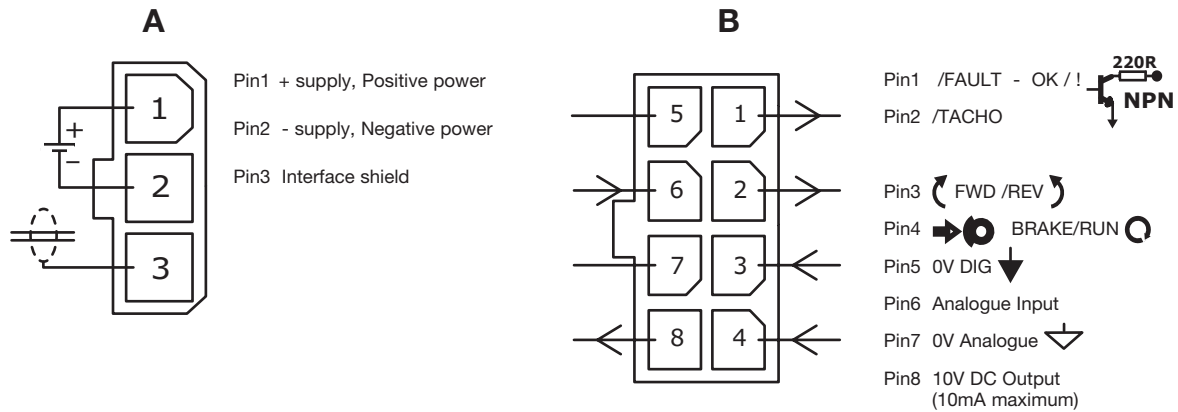 A
1
+
−
2
3
Pin1 + supply, Positive power
Pin2 - supply, Negative power
Pin3 Interface shield
B
5 1
6 2
7 3
8 4
Pin1 /FAULT - OK / !
220R
NPN
Pin2 /TACHO
Pin3 FWD /REV
Pin4 BRAKE/RUN
Pin5 0V DIG
Pin6 Analogue Input
Pin7 0V Analogue
Pin8 10V DC Output
(10mA maximum)